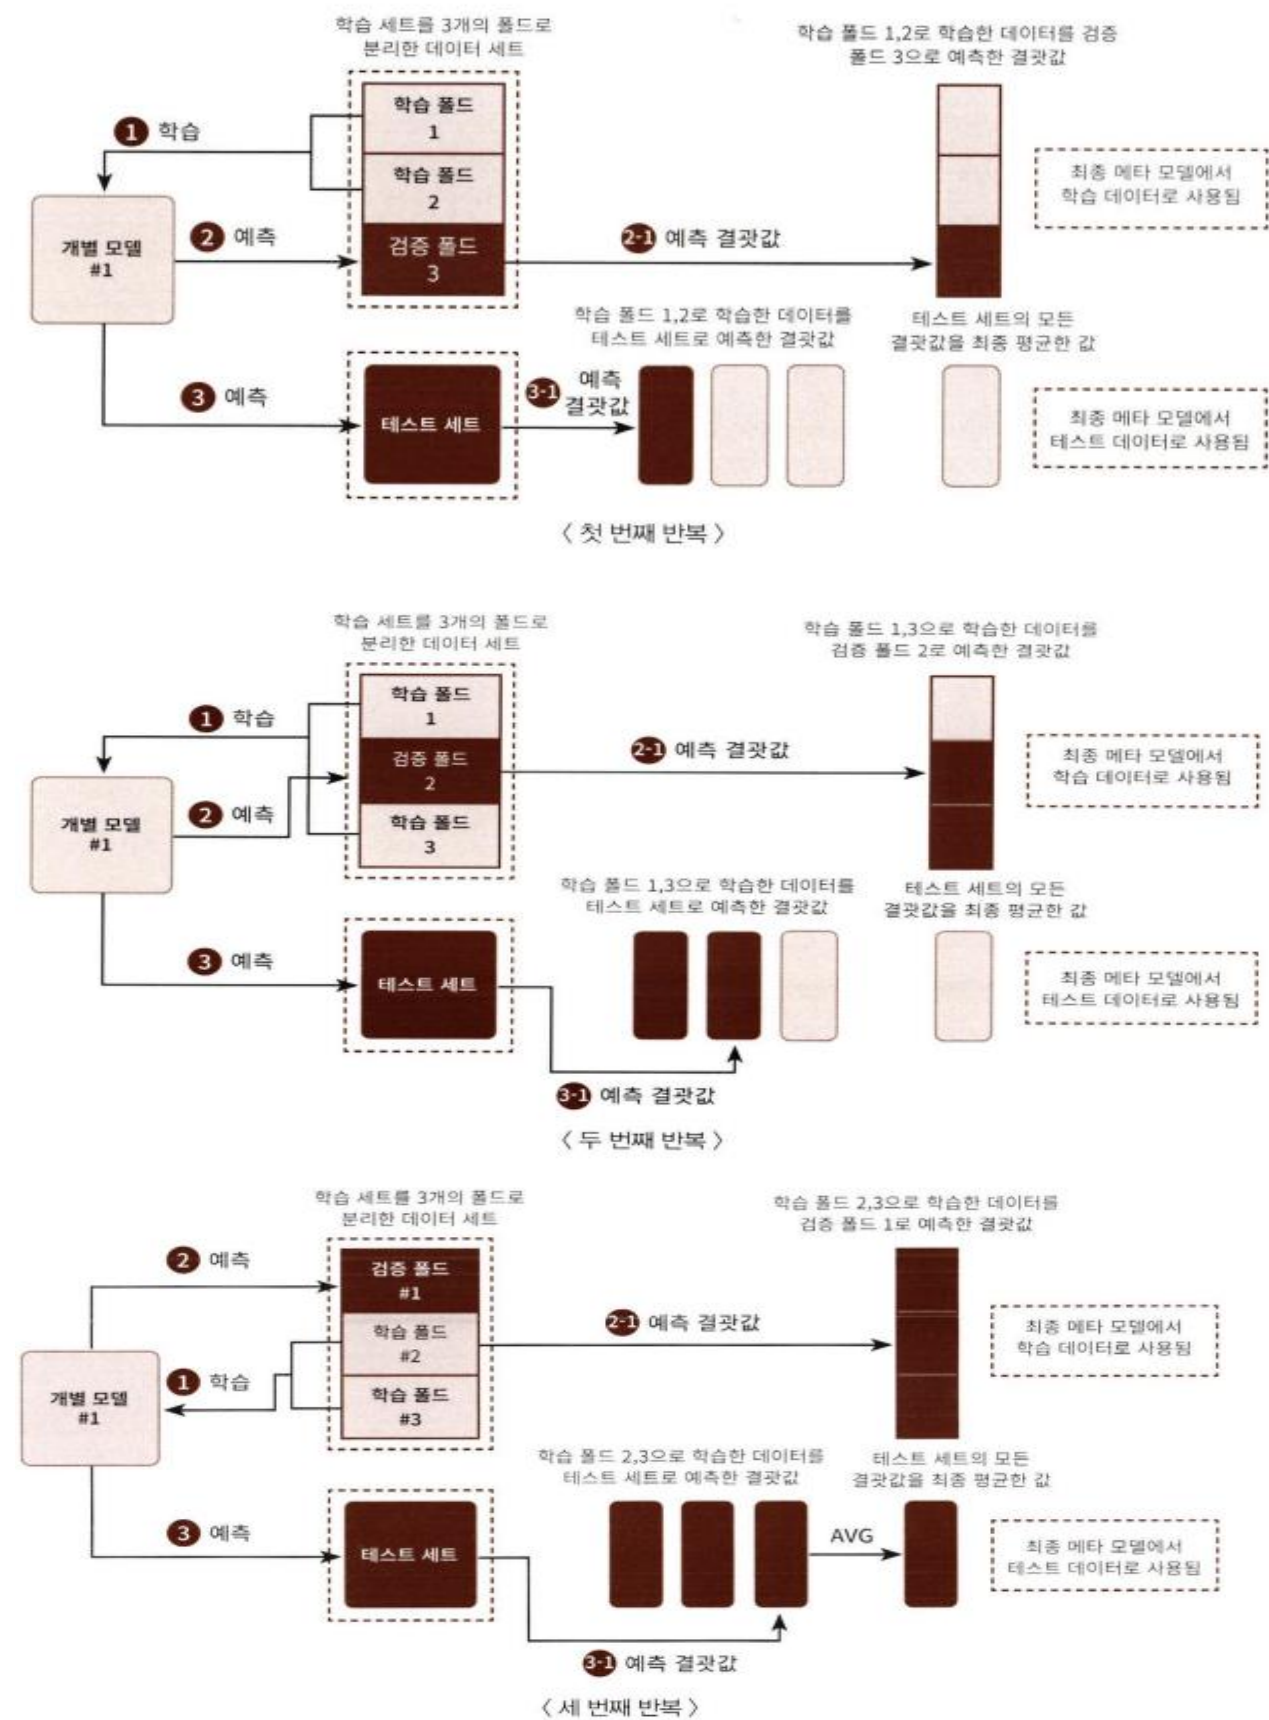 학습 세트를 3개의 폴드로
분리한 데이터 세트
학습 폴드 1,2로 학습한 데이터를 검증
폴드 3으로 예측한 결괏값
1 학습
학습 폴드
1
학습 폴드
2
검증 폴드
3
개별 모델
#1
2 예측
2-1 예측 결괏값
최종 메타 모델에서
학습 데이터로 사용됨
학습 폴드 1,2로 학습한 데이터를
테스트 세트로 예측한 결괏값
테스트 세트의 모든
결괏값을 최종 평균한 값
3 예측
테스트 세트
3-1 예측
결괏값
최종 메타 모델에서
테스트 데이터로 사용됨
〈 첫 번째 반복 〉
학습 세트를 3개의 폴드로
분리한 데이터 세트
학습 폴드 1,3으로 학습한 데이터를
검증 폴드 2로 예측한 결괏값
1 학습
학습 폴드
1
검증 폴드
2
학습 폴드
3
개별 모델
#1
2 예측
2-1 예측 결괏값
최종 메타 모델에서
학습 데이터로 사용됨
학습 폴드 1,3으로 학습한 데이터를
테스트 세트로 예측한 결괏값
테스트 세트의 모든
결괏값을 최종 평균한 값
3 예측
테스트 세트
3-1 예측 결괏값
최종 메타 모델에서
테스트 데이터로 사용됨
〈 두 번째 반복 〉
학습 세트를 3개의 폴드로
분리한 데이터 세트
학습 폴드 2,3으로 학습한 데이터를
검증 폴드 1로 예측한 결괏값
2 예측
검증 폴드
#1
학습 폴드
#2
학습 폴드
#3
개별 모델
#1
1 학습
2-1 예측 결괏값
최종 메타 모델에서
학습 데이터로 사용됨
학습 폴드 2,3으로 학습한 데이터를
테스트 세트로 예측한 결괏값
테스트 세트의 모든
결괏값을 최종 평균한 값
3 예측
테스트 세트
AVG
3-1 예측 결괏값
최종 메타 모델에서
테스트 데이터로 사용됨
〈 세 번째 반복 〉